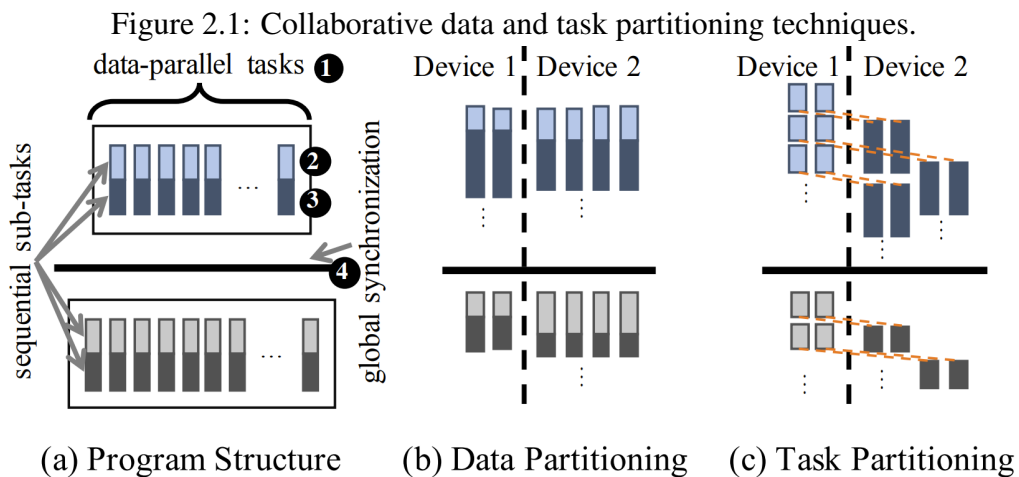 Figure 2.1: Collaborative data and task partitioning techniques.
data-parallel tasks 1
sequential sub-tasks
2
3
...
4
global synchronization
...
(a) Program Structure
Device 1 Device 2
⋮ ⋮
(b) Data Partitioning
Device 1 Device 2
⋮ ⋮ ⋮
⋮ ⋮ ⋮
(c) Task Partitioning